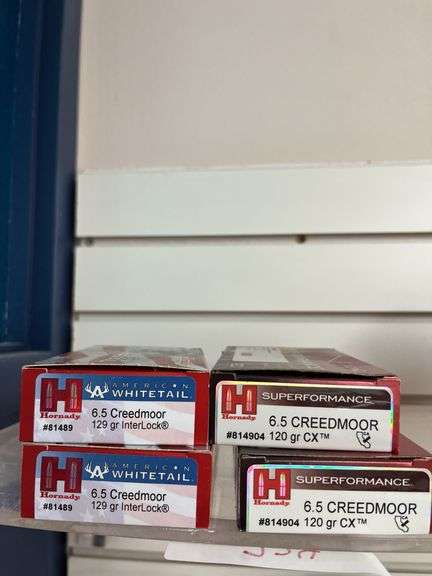 AMERICAN
WHITETAIL
Hornady
#81489
6.5 Creedmoor
129 gr InterLock®
H
Hornady
SUPERFORMANCE
6.5 CREEDMOOR
#814904 120 gr CX™
AMERICAN
WHITETAIL
Hornady
#81489
6.5 Creedmoor
129 gr InterLock®
H
Hornady
SUPERFORMANCE
6.5 CREEDMOOR
#814904 120 gr CX™